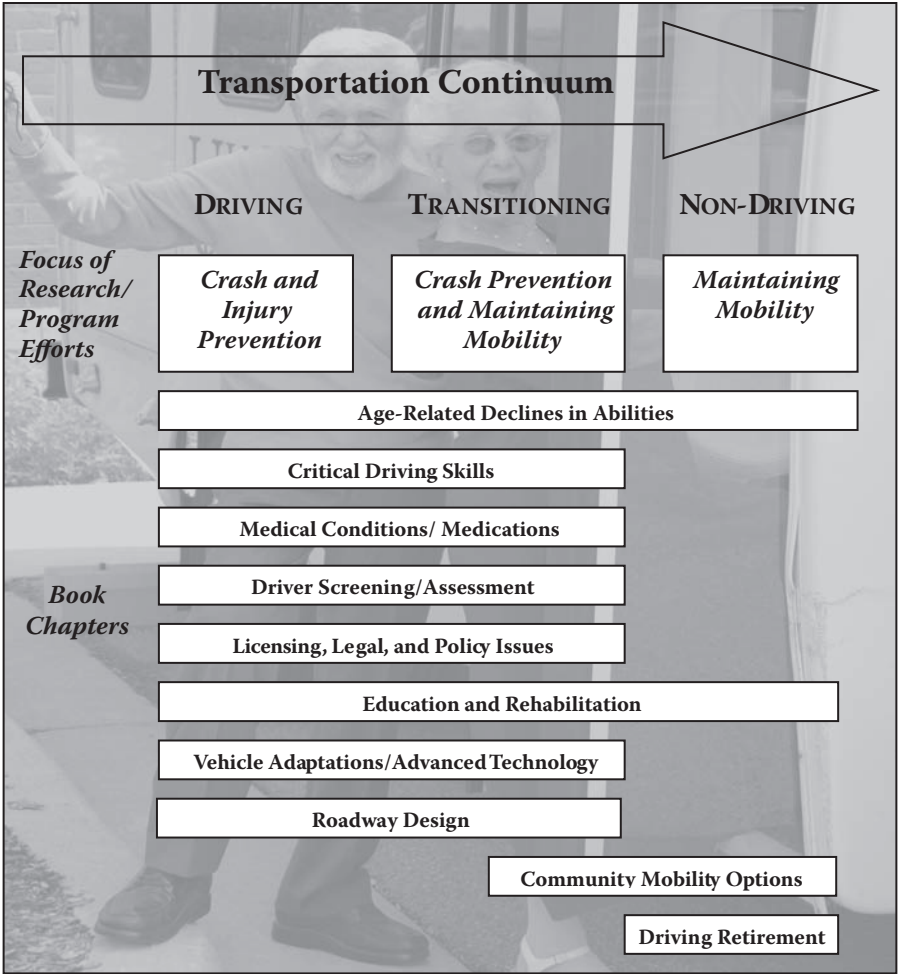 Transportation Continuum
DRIVING TRANSITIONING NON-DRIVING
Focus of
Research/
Program
Efforts
Crash and
Injury
Prevention
Crash Prevention
and Maintaining
Mobility
Maintaining
Mobility
Age-Related Declines in Abilities
Critical Driving Skills
Medical Conditions/ Medications
Driver Screening/Assessment
Book
Chapters
Licensing, Legal, and Policy Issues
Education and Rehabilitation
Vehicle Adaptations/Advanced Technology
Roadway Design
Community Mobility Options
Driving Retirement